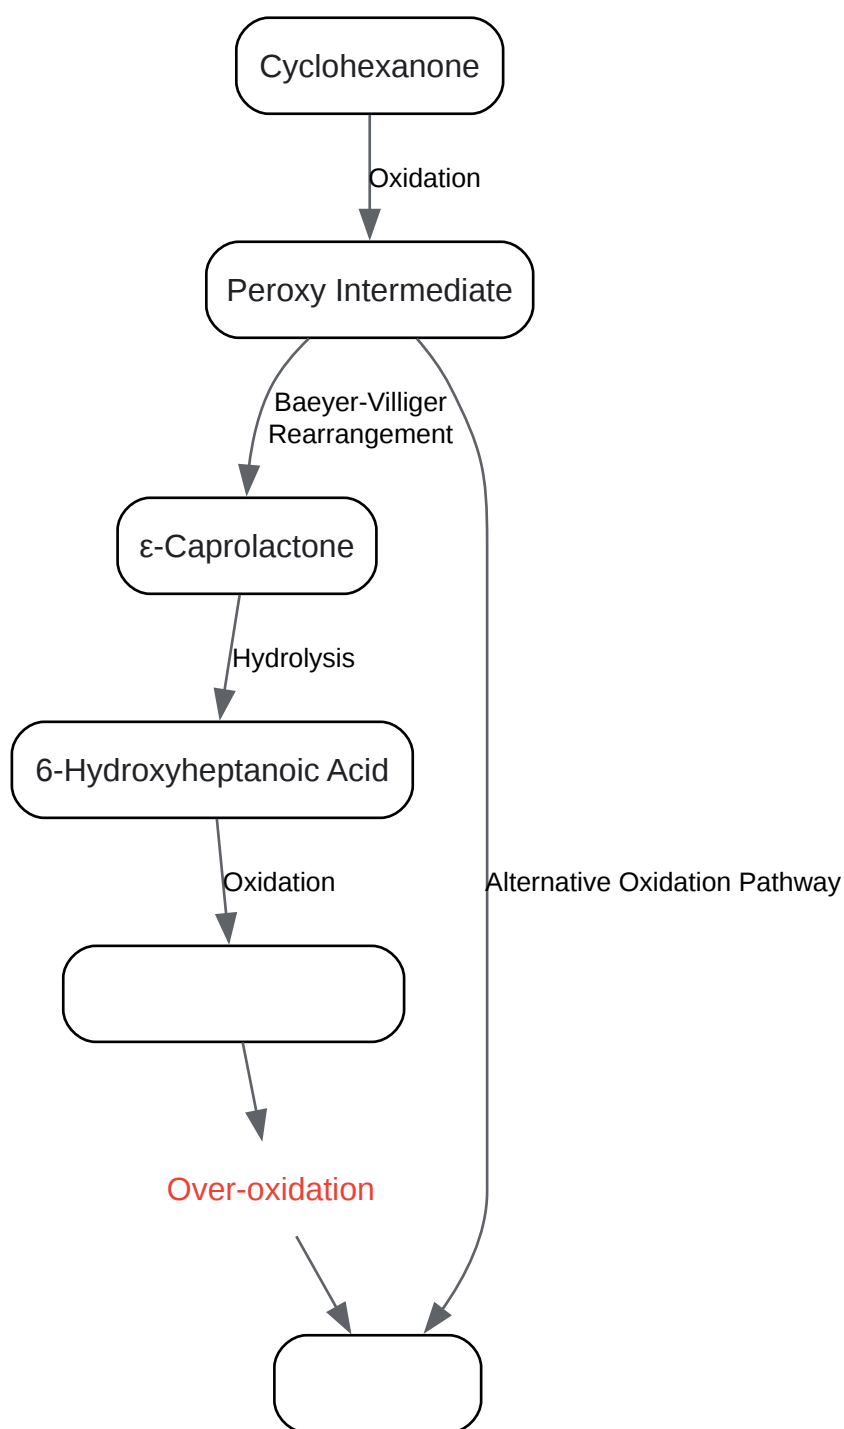 Cyclohexanone
Oxidation
Peroxy Intermediate
Baeyer-Villiger
Rearrangement
ε-Caprolactone
Hydrolysis
6-Hydroxyheptanoic Acid
Oxidation
Alternative Oxidation Pathway
Over-oxidation